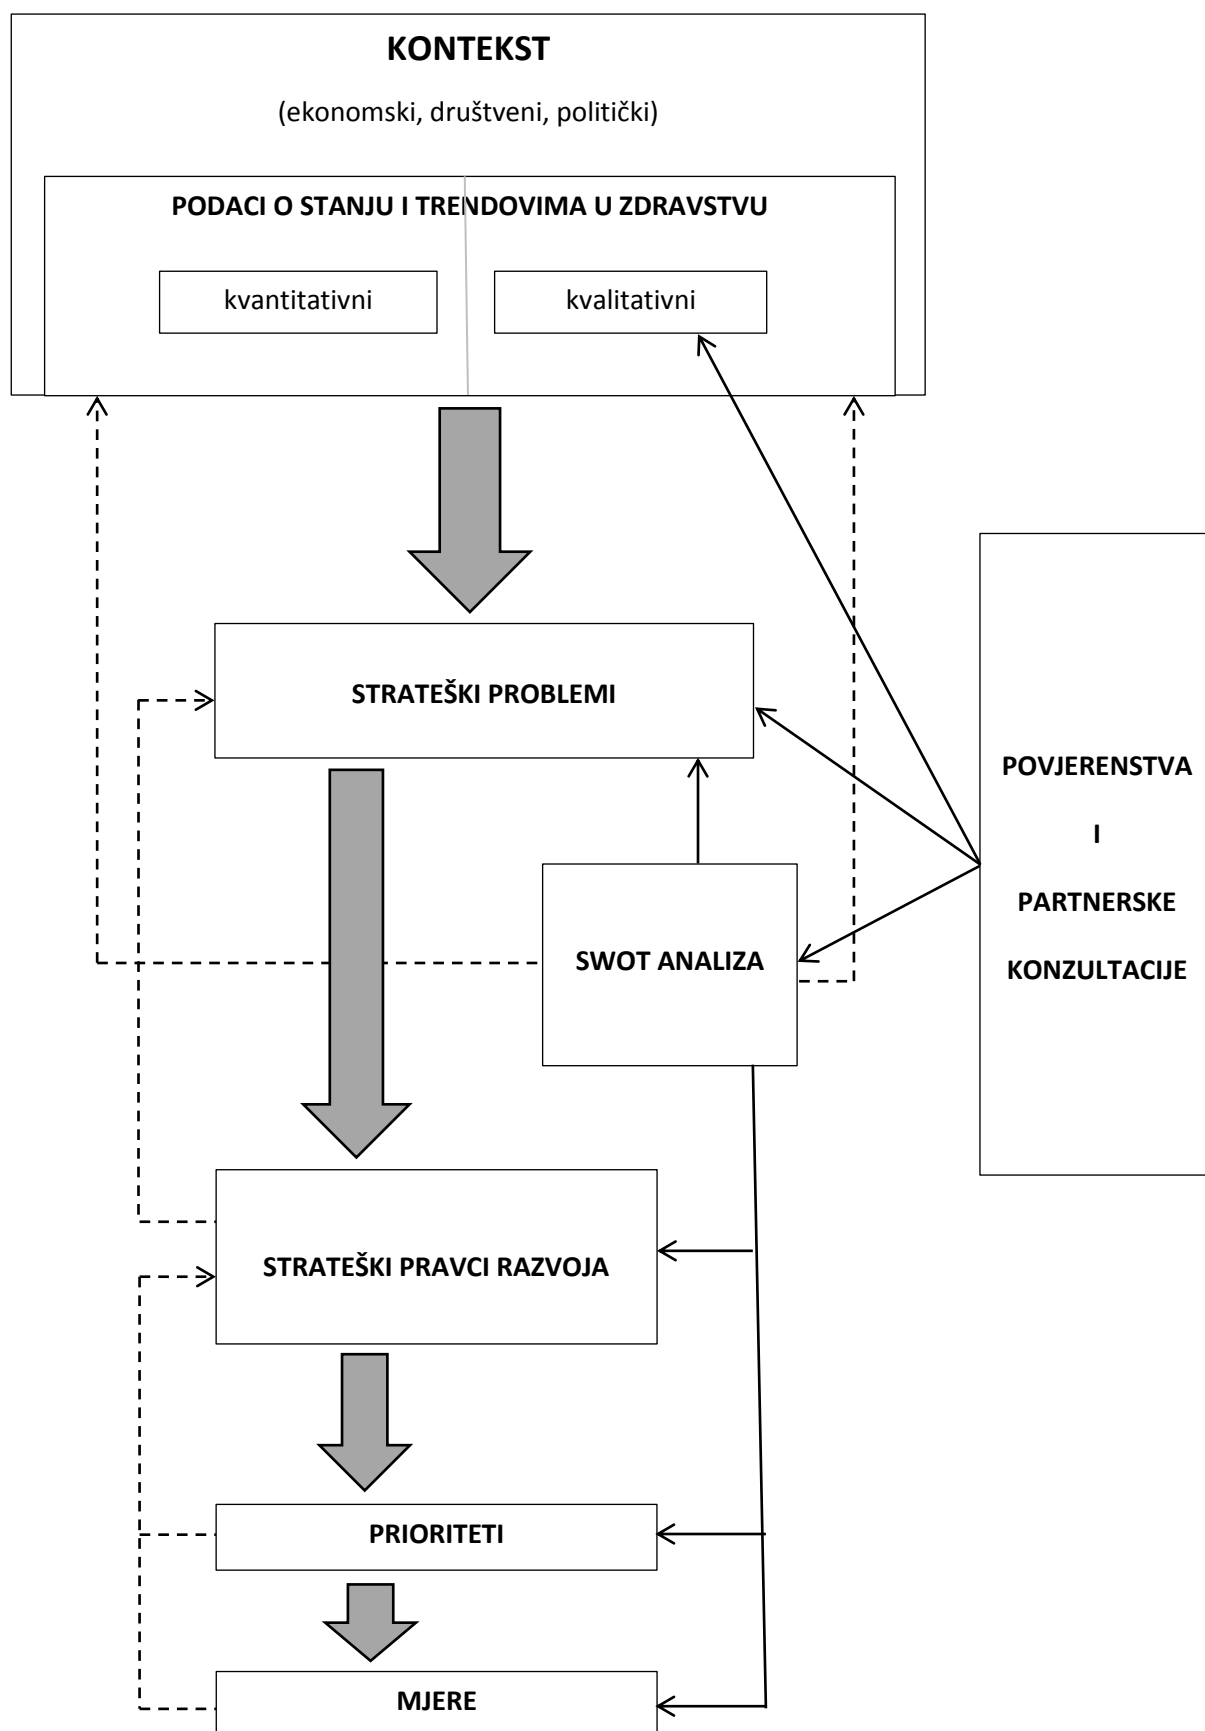 KONTEKST
(ekonomski, društveni, politički)
PODACI O STANJU I TRENDOVIMA U ZDRAVSTVU
kvantitativni
kvalitativni
STRATEŠKI PROBLEMI
POVJERENSTVA
I
PARTNERSKE
KONZULTACIJE
SWOT ANALIZA
STRATEŠKI PRAVCI RAZVOJA
PRIORITETI
MJERE